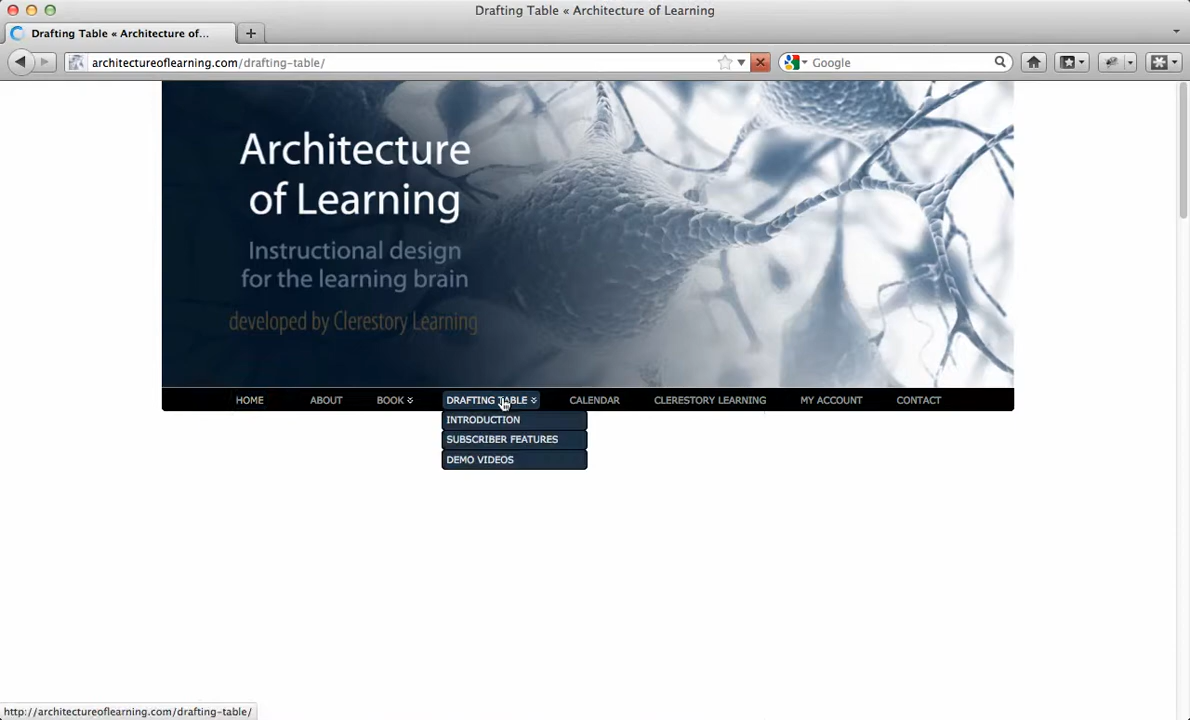 Drafting Table « Architecture of Learning
Drafting Table « Architecture of...
architectureoflearning.com/drafting-table/
Google
Architecture
of Learning
Instructional design
for the learning brain
developed by Clerestory Learning
HOME ABOUT BOOK DRAFTING TABLE CALENDAR CLERESTORY LEARNING MY ACCOUNT CONTACT
INTRODUCTION
SUBSCRIBER FEATURES
DEMO VIDEOS
http://architectureoflearning.com/drafting-table/